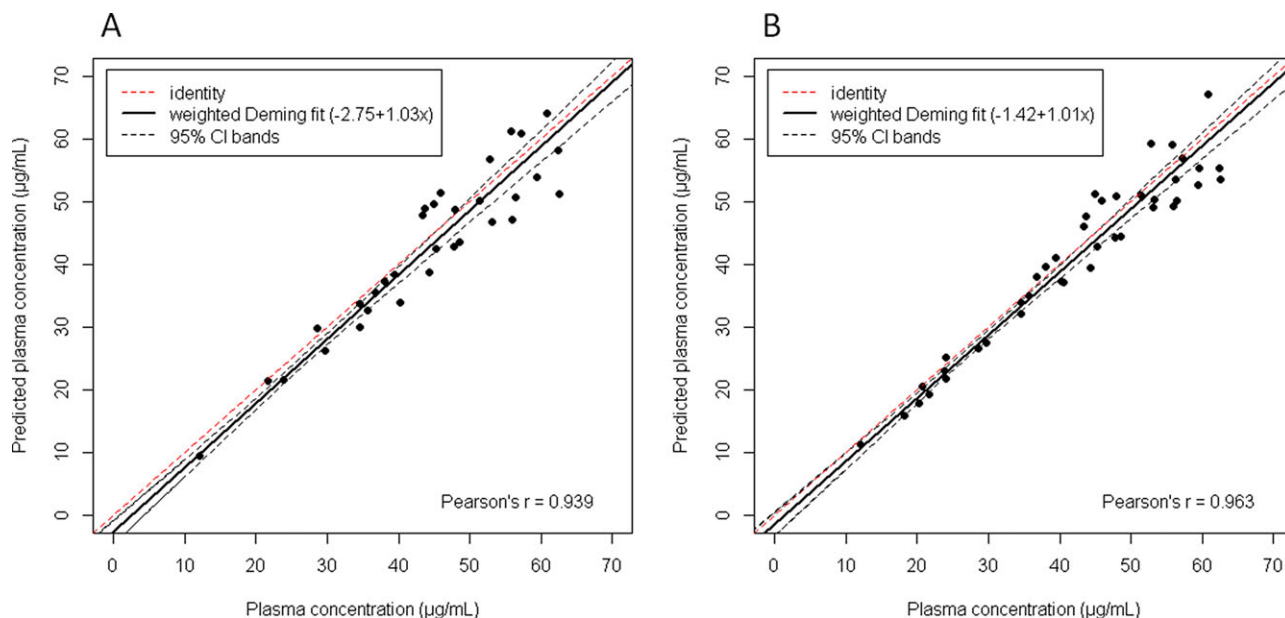 A
70
60
50
40
30
20
10
0
Predicted plasma concentration (µg/mL)
identity
weighted Deming fit (-2.75+1.03x)
95% CI bands
Pearson's r = 0.939
0 10 20 30 40 50 60 70
Plasma concentration (µg/mL)
B
70
60
50
40
30
20
10
0
Predicted plasma concentration (µg/mL)
identity
weighted Deming fit (-1.42+1.01x)
95% CI bands
Pearson's r = 0.963
0 10 20 30 40 50 60 70
Plasma concentration (µg/mL)